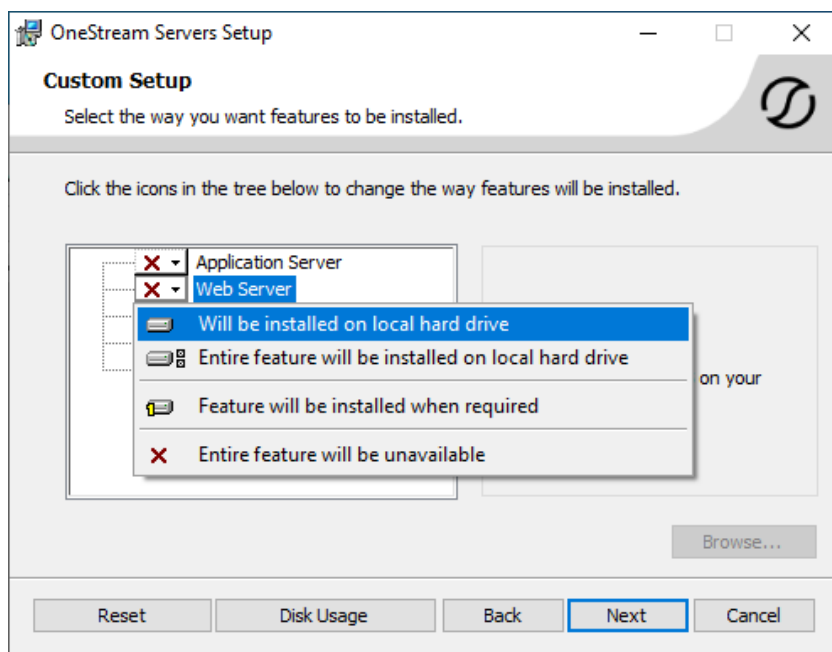 OneStream Servers Setup
Custom Setup
Select the way you want features to be installed.
Click the icons in the tree below to change the way features will be installed.
Application Server
Web Server
Will be installed on local hard drive
Entire feature will be installed on local hard drive
on your
Feature will be installed when required
Entire feature will be unavailable
Browse...
Reset
Disk Usage
Back
Next
Cancel